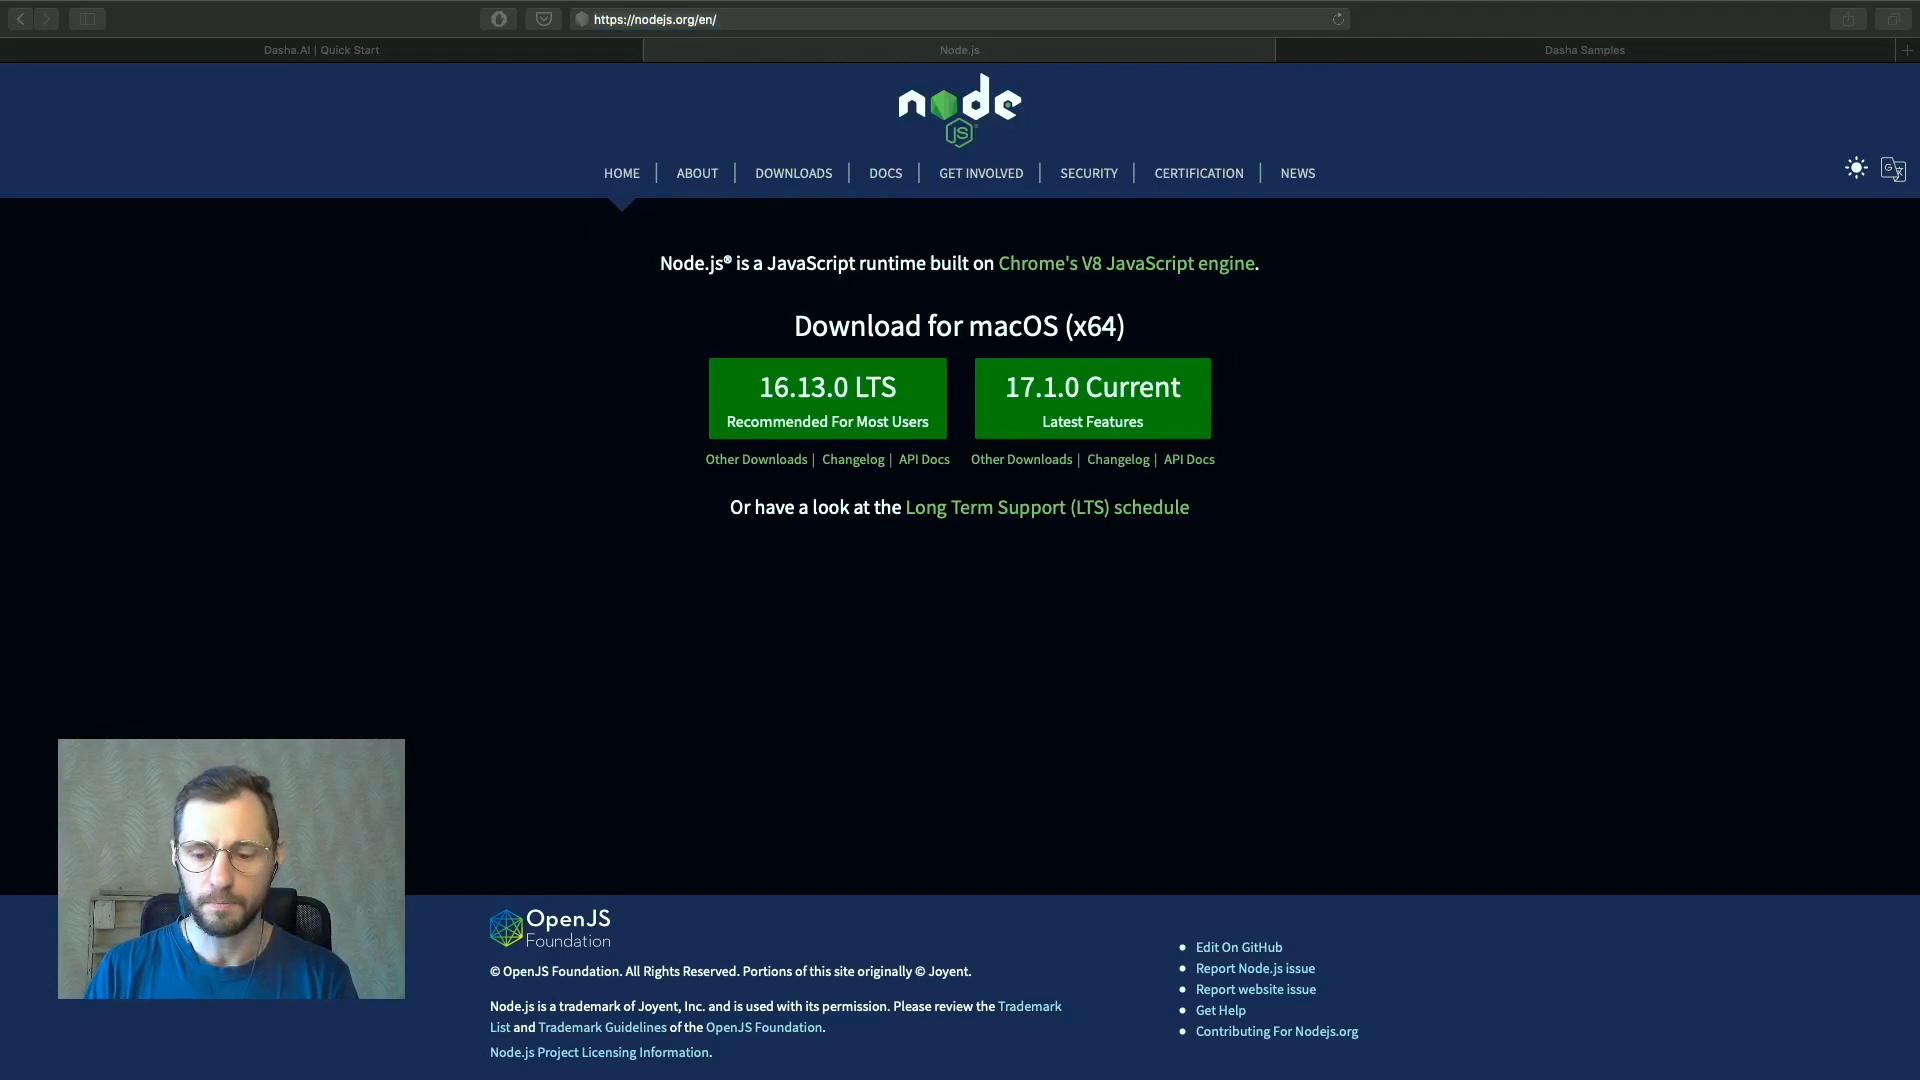 https://nodejs.org/en/
Dasha.AI | Quick Start
Node.js
Dasha Samples
node
JS
HOME
ABOUT
DOWNLOADS
DOCS
GET INVOLVED
SECURITY
CERTIFICATION
NEWS
Node.js® is a JavaScript runtime built on Chrome's V8 JavaScript engine.
Download for macOS (x64)
16.13.0 LTS
Recommended For Most Users
17.1.0 Current
Latest Features
Other Downloads | Changelog | API Docs
Other Downloads | Changelog | API Docs
Or have a look at the Long Term Support (LTS) schedule
OpenJS
Foundation
© OpenJS Foundation. All Rights Reserved. Portions of this site originally © Joyent.
Node.js is a trademark of Joyent, Inc. and is used with its permission. Please review the Trademark
List and Trademark Guidelines of the OpenJS Foundation.
Node.js Project Licensing Information.
Edit On GitHub
Report Node.js issue
Report website issue
Get Help
Contributing For Nodejs.org